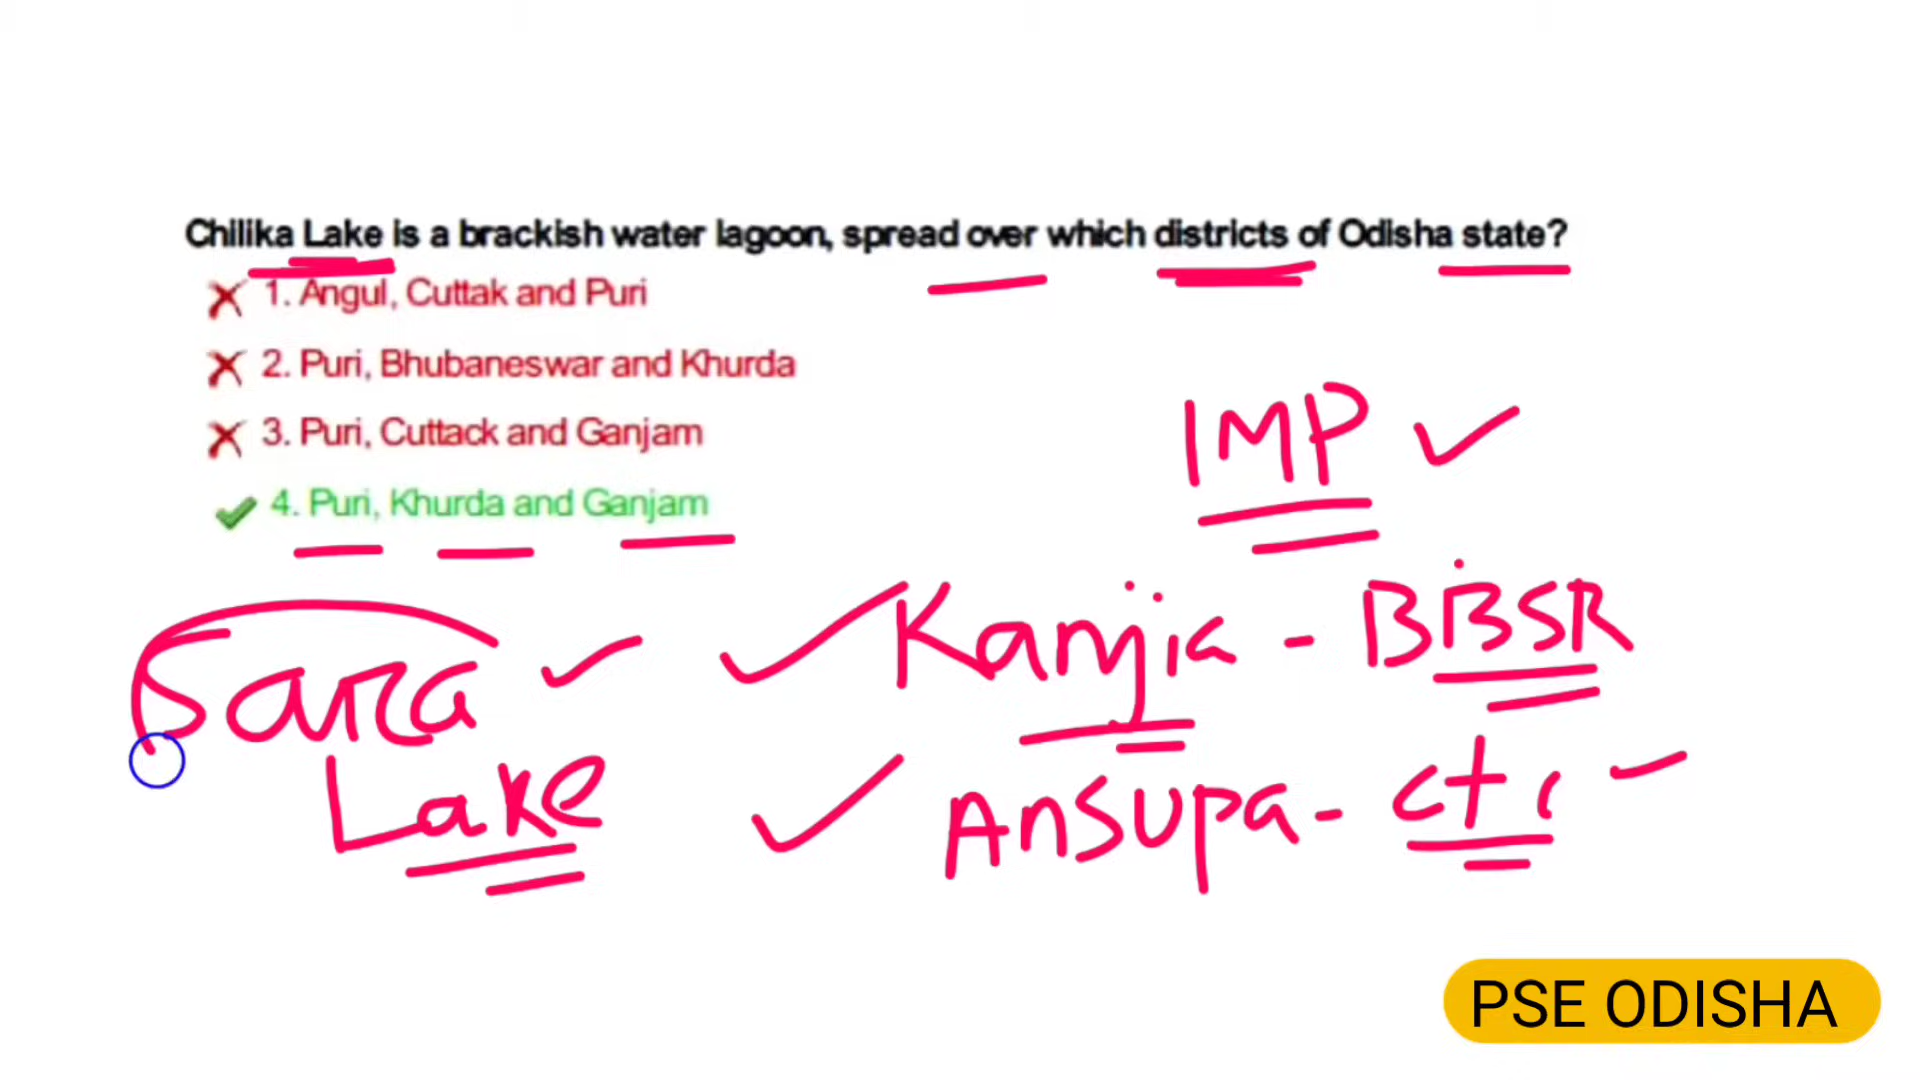 Chilika Lake is a brackish water lagoon, spread over which districts of Odisha state?
1. Angul, Cuttak and Puri
2. Puri, Bhubaneswar and Khurda
3. Puri, Cuttack and Ganjam
4. Puri, Khurda and Ganjam
IMP
Sara
Lake
Kanjia - BBSR
Ansupa - ctc
PSE ODISHA